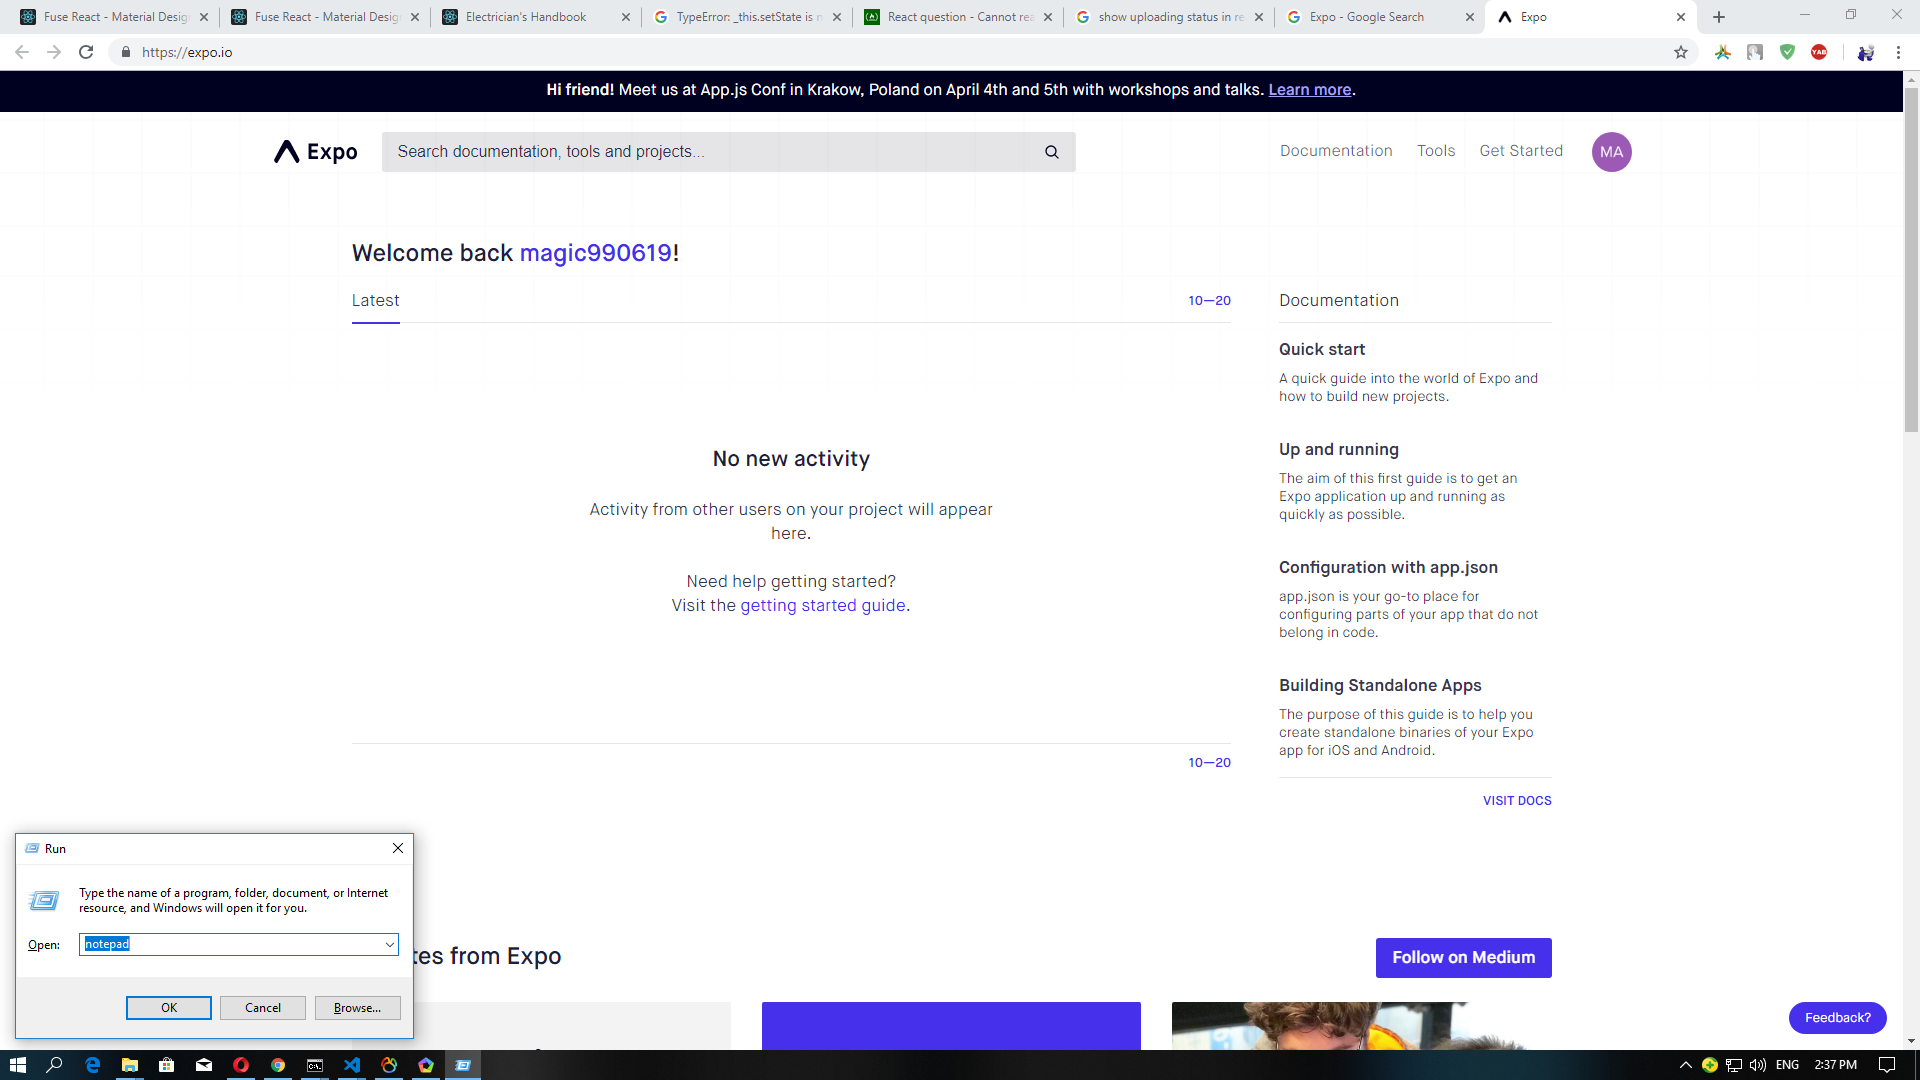 Fuse React - Material Desig
Fuse React - Material Desig
Electrician's Handbook
TypeError: _this.setState is n
React question - Cannot rea
show uploading status in re
Expo - Google Search
Expo
https://expo.io
Hi friend! Meet us at App.js Conf in Krakow, Poland on April 4th and 5th with workshops and talks. Learn more.
Expo
Search documentation, tools and projects...
Documentation
Tools
Get Started
MA
Welcome back magic990619!
Latest
10—20
Documentation
Quick start
A quick guide into the world of Expo and
how to build new projects.
No new activity
Activity from other users on your project will appear
here.
Need help getting started?
Visit the getting started guide.
Up and running
The aim of this first guide is to get an
Expo application up and running as
quickly as possible.
Configuration with app.json
app.json is your go-to place for
configuring parts of your app that do not
belong in code.
Building Standalone Apps
The purpose of this guide is to help you
create standalone binaries of your Expo
app for iOS and Android.
10—20
VISIT DOCS
Run
Type the name of a program, folder, document, or Internet
resource, and Windows will open it for you.
Open:
notepad
OK
Cancel
Browse...
tes from Expo
Follow on Medium
Feedback?
ENG
2:37 PM